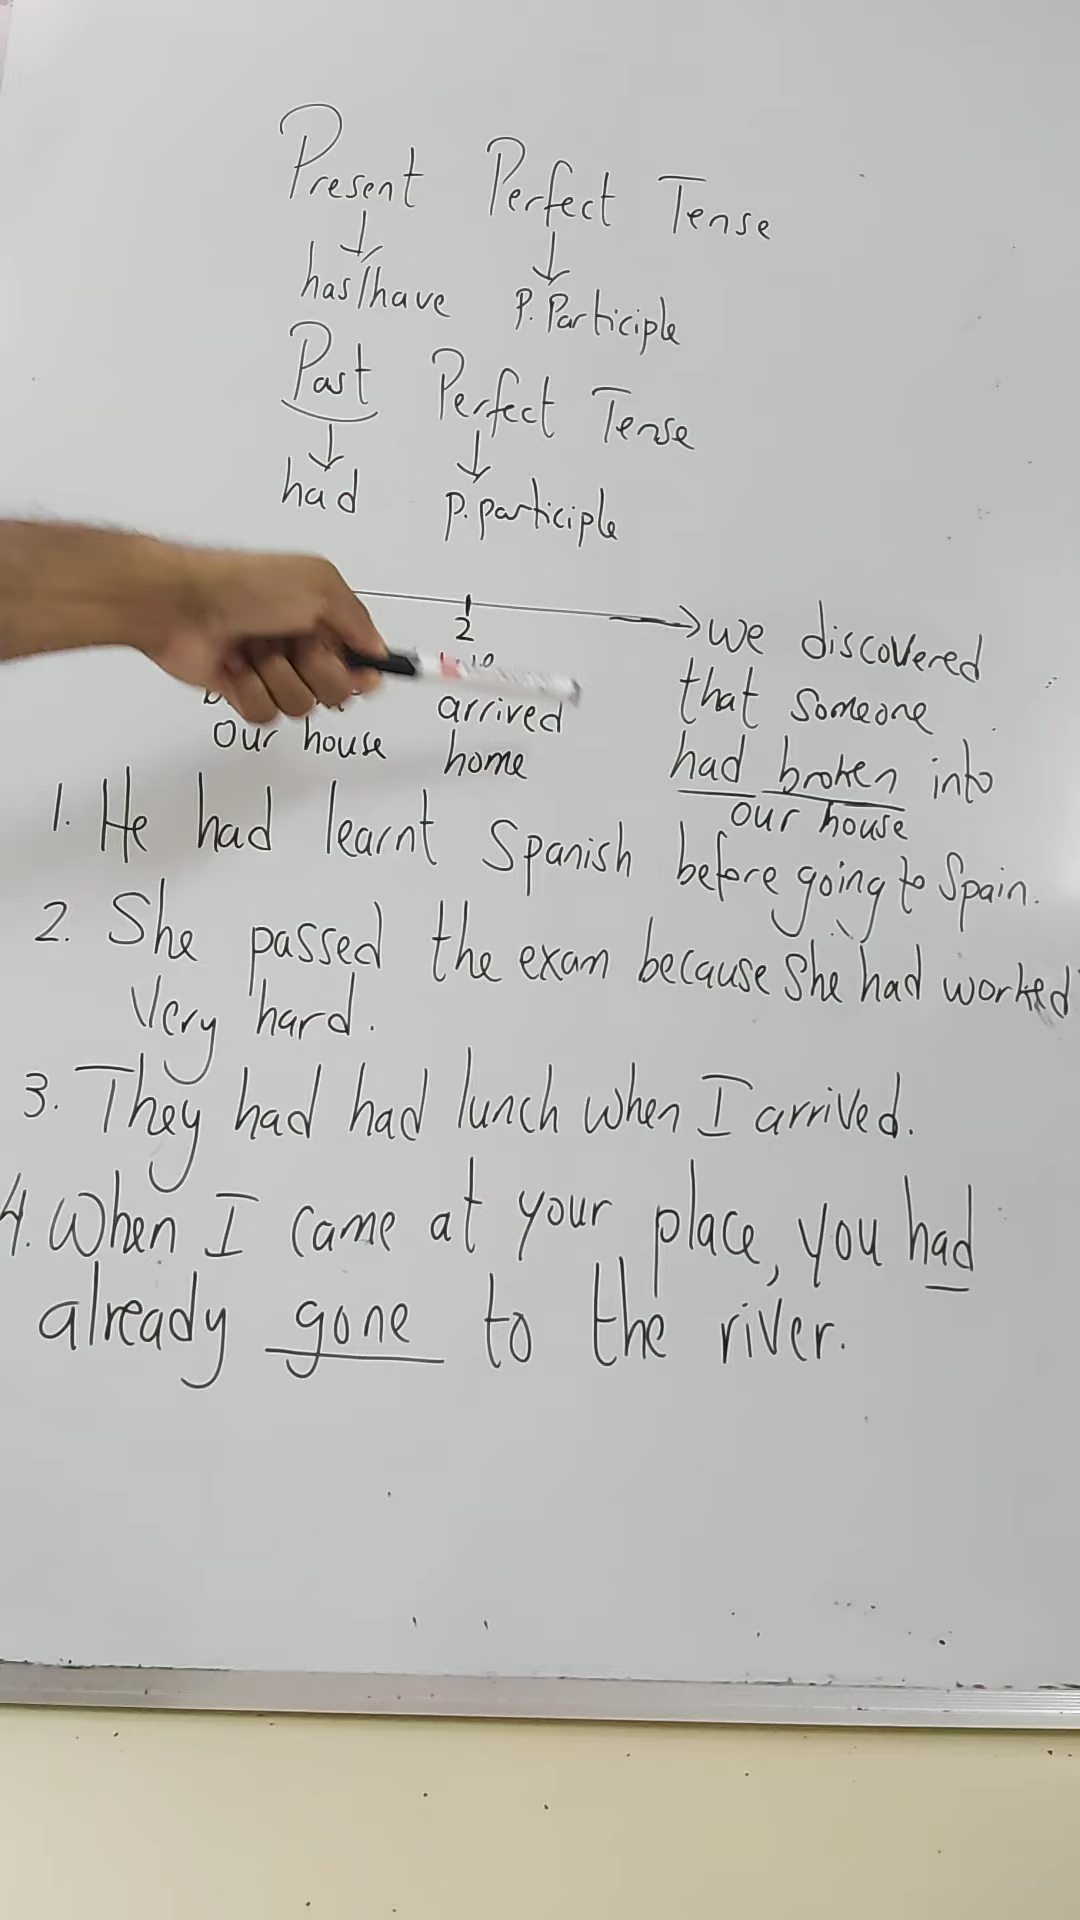 Present Perfect Tense
has/have P. Participle
Past Perfect Tense
had p. participle
2
we discovered
that someone
had broken into
our house
arrived
home
our house
1. He had learnt Spanish before going to Spain.
2. She passed the exam because She had worked
very hard.
3. They had had lunch when I arrived.
4. When I came at your place, you had
already gone to the river.